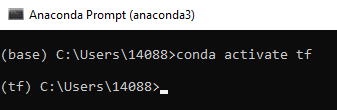 Anaconda Prompt (anaconda3)
(base) C:\Users\14088>conda activate tf
(tf) C:\Users\14088>